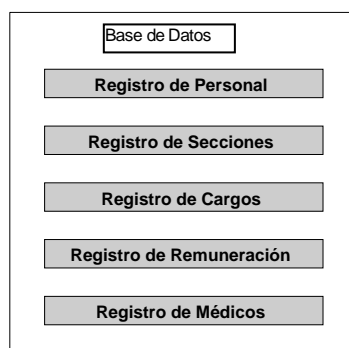 Base de Datos
Registro de Personal
Registro de Secciones
Registro de Cargos
Registro de Remuneración
Registro de Médicos